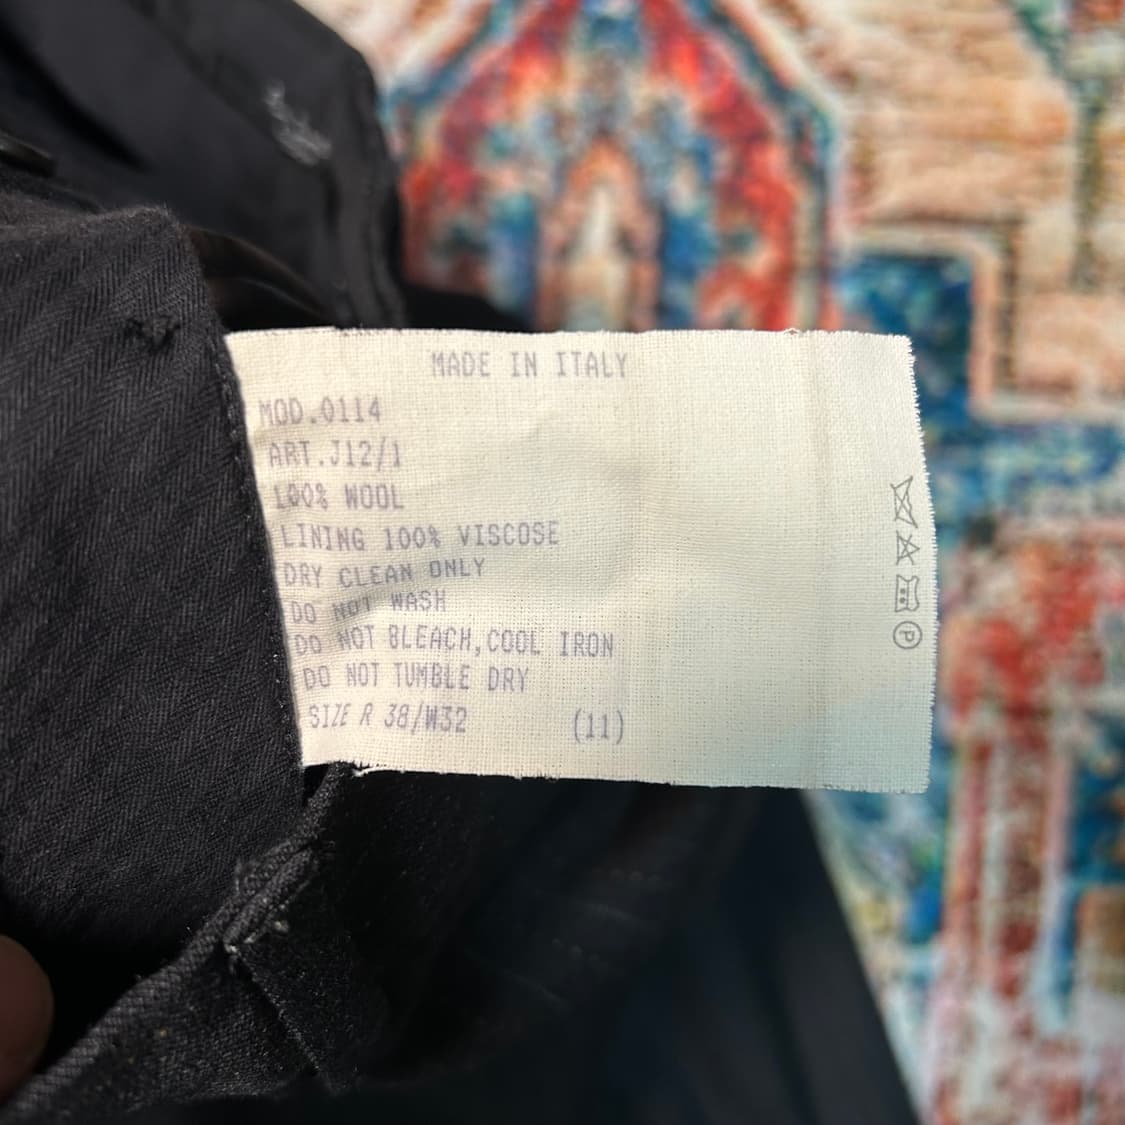 MADE IN ITALY
MOD.0114
ART.J12/1
100% WOOL
LINING 100% VISCOSE
DRY CLEAN ONLY
DO NOT WASH
DO NOT BLEACH,COOL IRON
DO NOT TUMBLE DRY
SIZE R 38/W32 (11)
P